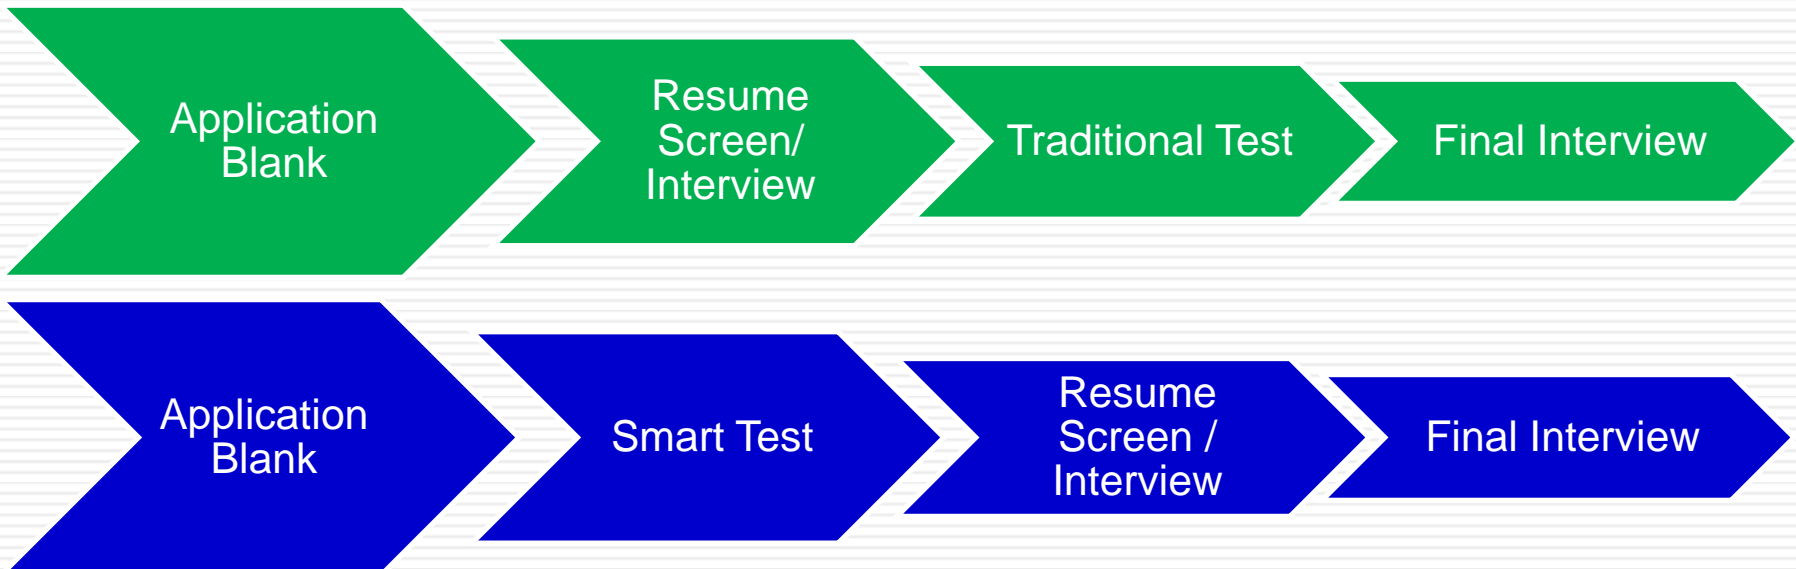 Application
Blank
Resume
Screen/
Interview
Traditional Test
Final Interview
Application
Blank
Smart Test
Resume
Screen /
Interview
Final Interview